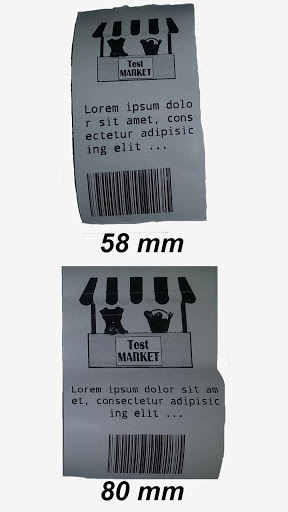 Test
MARKET
Lorem ipsum dolo
r sit amet, cons
ectetur adipisic
ing elit ...
58 mm
Test
MARKET
Lorem ipsum dolor sit am
et, consectetur adipisic
ing elit ...
80 mm